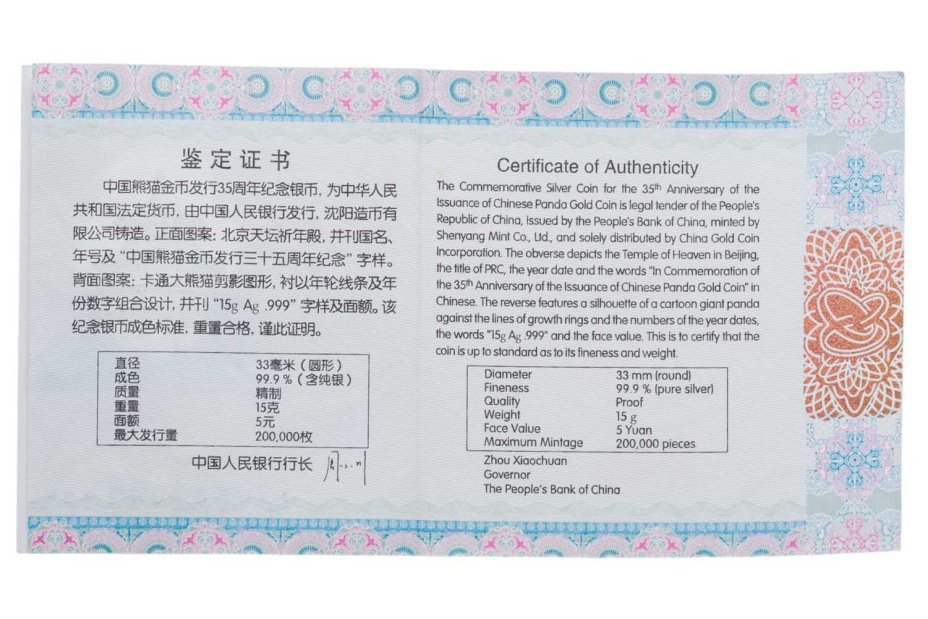 鉴定证书
中国熊猫金币发行35周年纪念银币，为中华人民
共和国法定货币，由中国人民银行发行，沈阳造币有
限公司铸造。正面图案：北京天坛祈年殿，并刊国名、
年号及“中国熊猫金币发行三十五周年纪念”字样。
背面图案：卡通大熊猫剪影图形，衬以年轮线条及年
份数字组合设计，并刊“15g Ag .999”字样及面额。该
纪念银币成色标准，重量合格，谨此证明。
直径 33毫米（圆形）
成色 99.9％（含纯银）
质量 精制
重量 15克
面额 5元
最大发行量 200,000枚
中国人民银行行长
Certificate of Authenticity
The Commemorative Silver Coin for the 35th Anniversary of the
Issuance of Chinese Panda Gold Coin is legal tender of the People's
Republic of China, issued by the People's Bank of China, minted by
Shenyang Mint Co., Ltd., and solely distributed by China Gold Coin
Incorporation. The obverse depicts the Temple of Heaven in Beijing,
the title of PRC, the year date and the words "In Commemoration of
the 35th Anniversary of the Issuance of Chinese Panda Gold Coin" in
Chinese. The reverse features a silhouette of a cartoon giant panda
against the lines of growth rings and the numbers of the year dates,
the words "15g Ag .999" and the face value. This is to certify that the
coin is up to standard as to its fineness and weight.
Diameter 33 mm (round)
Fineness 99.9 % (pure silver)
Quality Proof
Weight 15 g
Face Value 5 Yuan
Maximum Mintage 200,000 pieces
Zhou Xiaochuan
Governor
The People's Bank of China